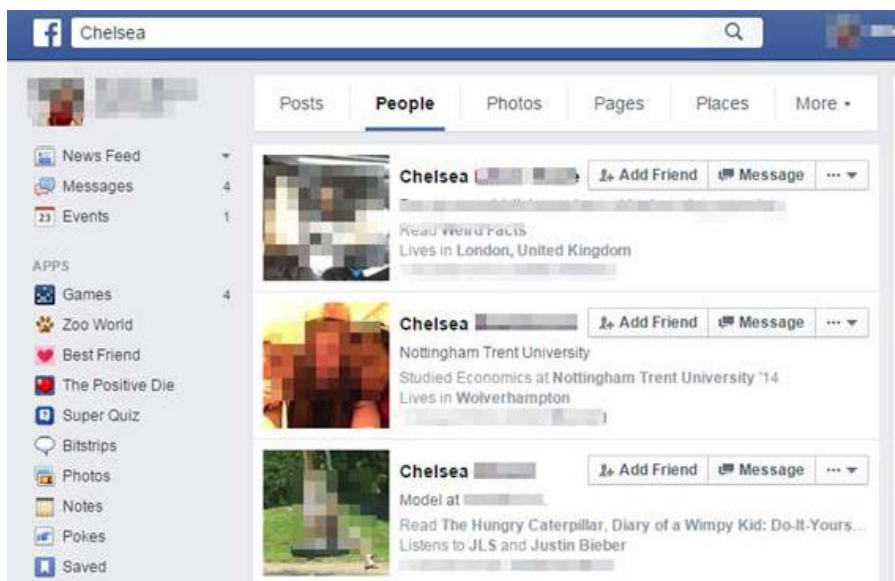 f Chelsea
Posts People Photos Pages Places More
News Feed
Messages 4
23 Events 1
APPS
Games 4
Zoo World
Best Friend
The Positive Die
Super Quiz
Bitstrips
Photos
Notes
Pokes
Saved
Chelsea Add Friend Message ...
Read Weird Facts
Lives in London, United Kingdom
Chelsea Add Friend Message ...
Nottingham Trent University
Studied Economics at Nottingham Trent University '14
Lives in Wolverhampton
Chelsea Add Friend Message ...
Model at
Read The Hungry Caterpillar, Diary of a Wimpy Kid: Do-It-Yours...
Listens to JLS and Justin Bieber